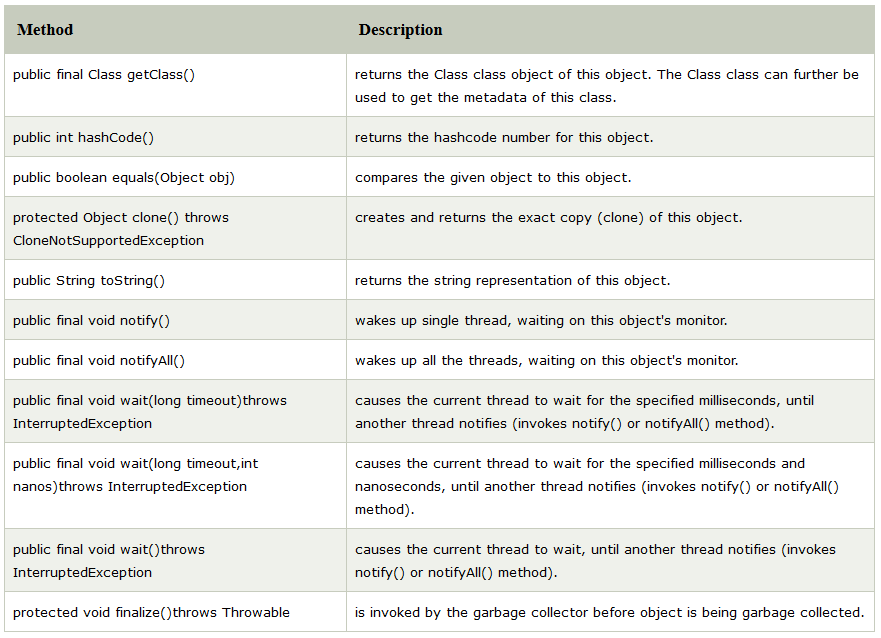 Method Description
public final Class getClass() returns the Class class object of this object. The Class class can further be
used to get the metadata of this class.
public int hashCode() returns the hashcode number for this object.
public boolean equals(Object obj) compares the given object to this object.
protected Object clone() throws creates and returns the exact copy (clone) of this object.
CloneNotSupportedException
public String toString() returns the string representation of this object.
public final void notify() wakes up single thread, waiting on this object's monitor.
public final void notifyAll() wakes up all the threads, waiting on this object's monitor.
public final void wait(long timeout)throws causes the current thread to wait for the specified milliseconds, until
InterruptedException another thread notifies (invokes notify() or notifyAll() method).
public final void wait(long timeout,int causes the current thread to wait for the specified milliseconds and
nanos)throws InterruptedException nanoseconds, until another thread notifies (invokes notify() or notifyAll()
method).
public final void wait()throws causes the current thread to wait, until another thread notifies (invokes
InterruptedException notify() or notifyAll() method).
protected void finalize()throws Throwable is invoked by the garbage collector before object is being garbage collected.